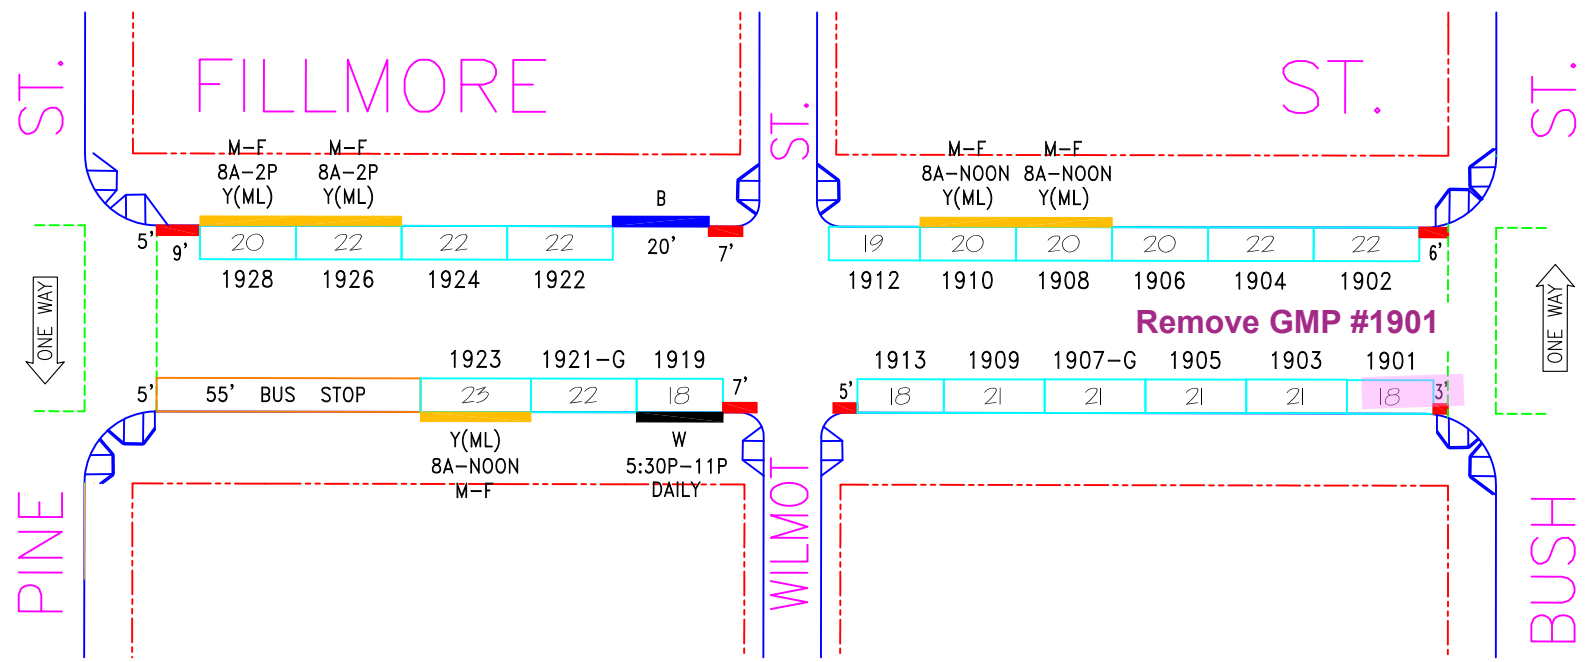 FILLMORE ST.
ST.
ST.
ST.
M-F
8A-2P
Y(ML)
M-F
8A-2P
Y(ML)
B
M-F
8A-NOON
Y(ML)
M-F
8A-NOON
Y(ML)
5'
9'
20
22
22
22
20'
7'
19
20
20
20
22
22
6'
1928
1926
1924
1922
1912
1910
1908
1906
1904
1902
ONE WAY
ONE WAY
Remove GMP #1901
1923
1921-G
1919
1913
1909
1907-G
1905
1903
1901
5'
55' BUS STOP
23
22
18
7'
5'
18
21
21
21
21
18
3'
Y(ML)
8A-NOON
M-F
W
5:30P-11P
DAILY
PINE
WILMOT
BUSH